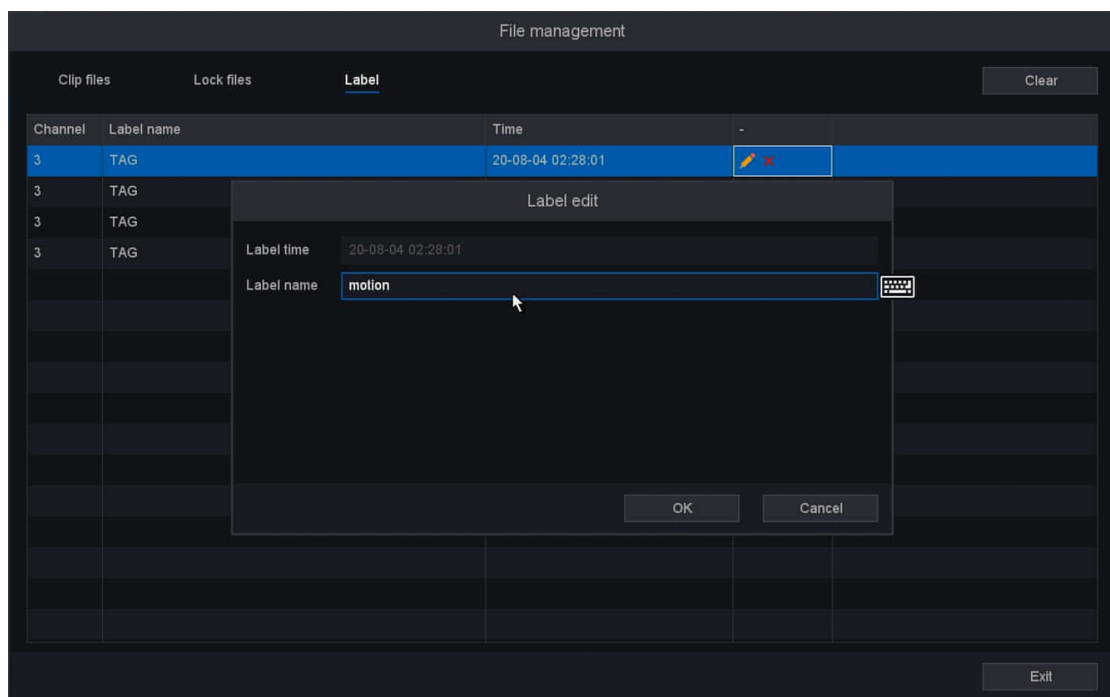 File management
Clip files Lock files Label Clear
Channel Label name Time -
3 TAG 20-08-04 02:28:01
3 TAG
3 TAG
3 TAG
Label edit
Label time 20-08-04 02:28:01
Label name motion
OK Cancel
Exit